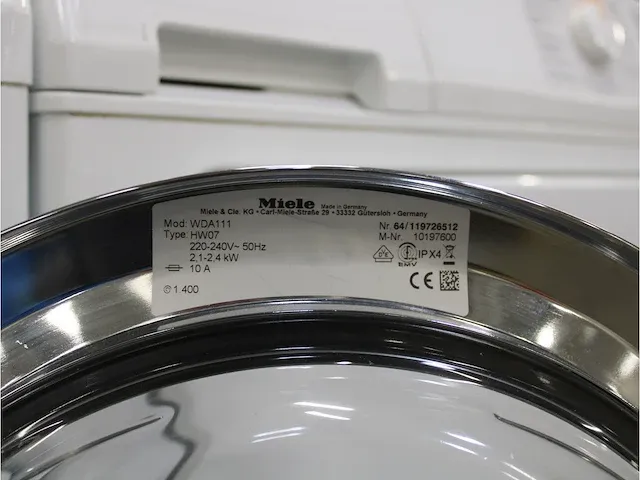 Miele Made in Germany
Miele & Cie. KG • Carl-Miele-Straße 29 • 33332 Gütersloh • Germany
Mod. WDA111 Nr. 64/119726512
Type HW07 M-Nr. 10197600
220-240V~ 50Hz
2,1-2,4 kW IPX4
10 A EMV
1.400 CE